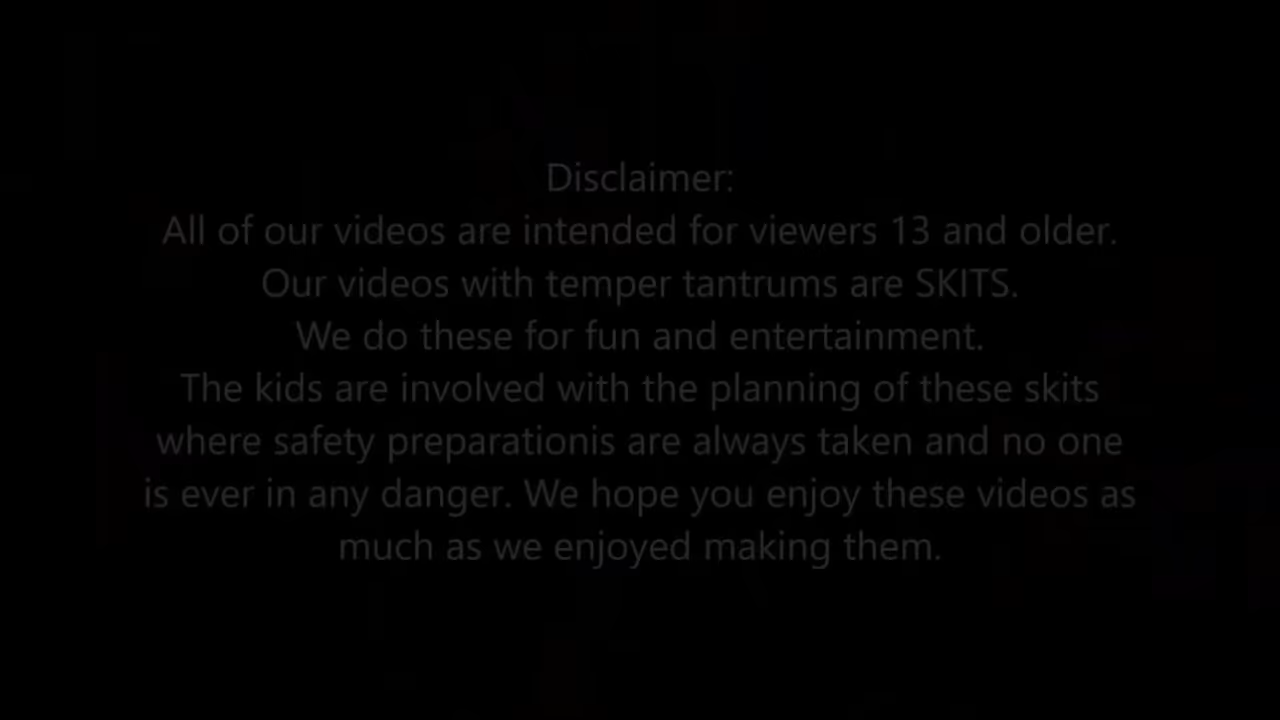 Disclaimer:
All of our videos are intended for viewers 13 and older.
Our videos with temper tantrums are SKITS.
We do these for fun and entertainment.
The kids are involved with the planning of these skits
where safety preparationis are always taken and no one
is ever in any danger. We hope you enjoy these videos as
much as we enjoyed making them.